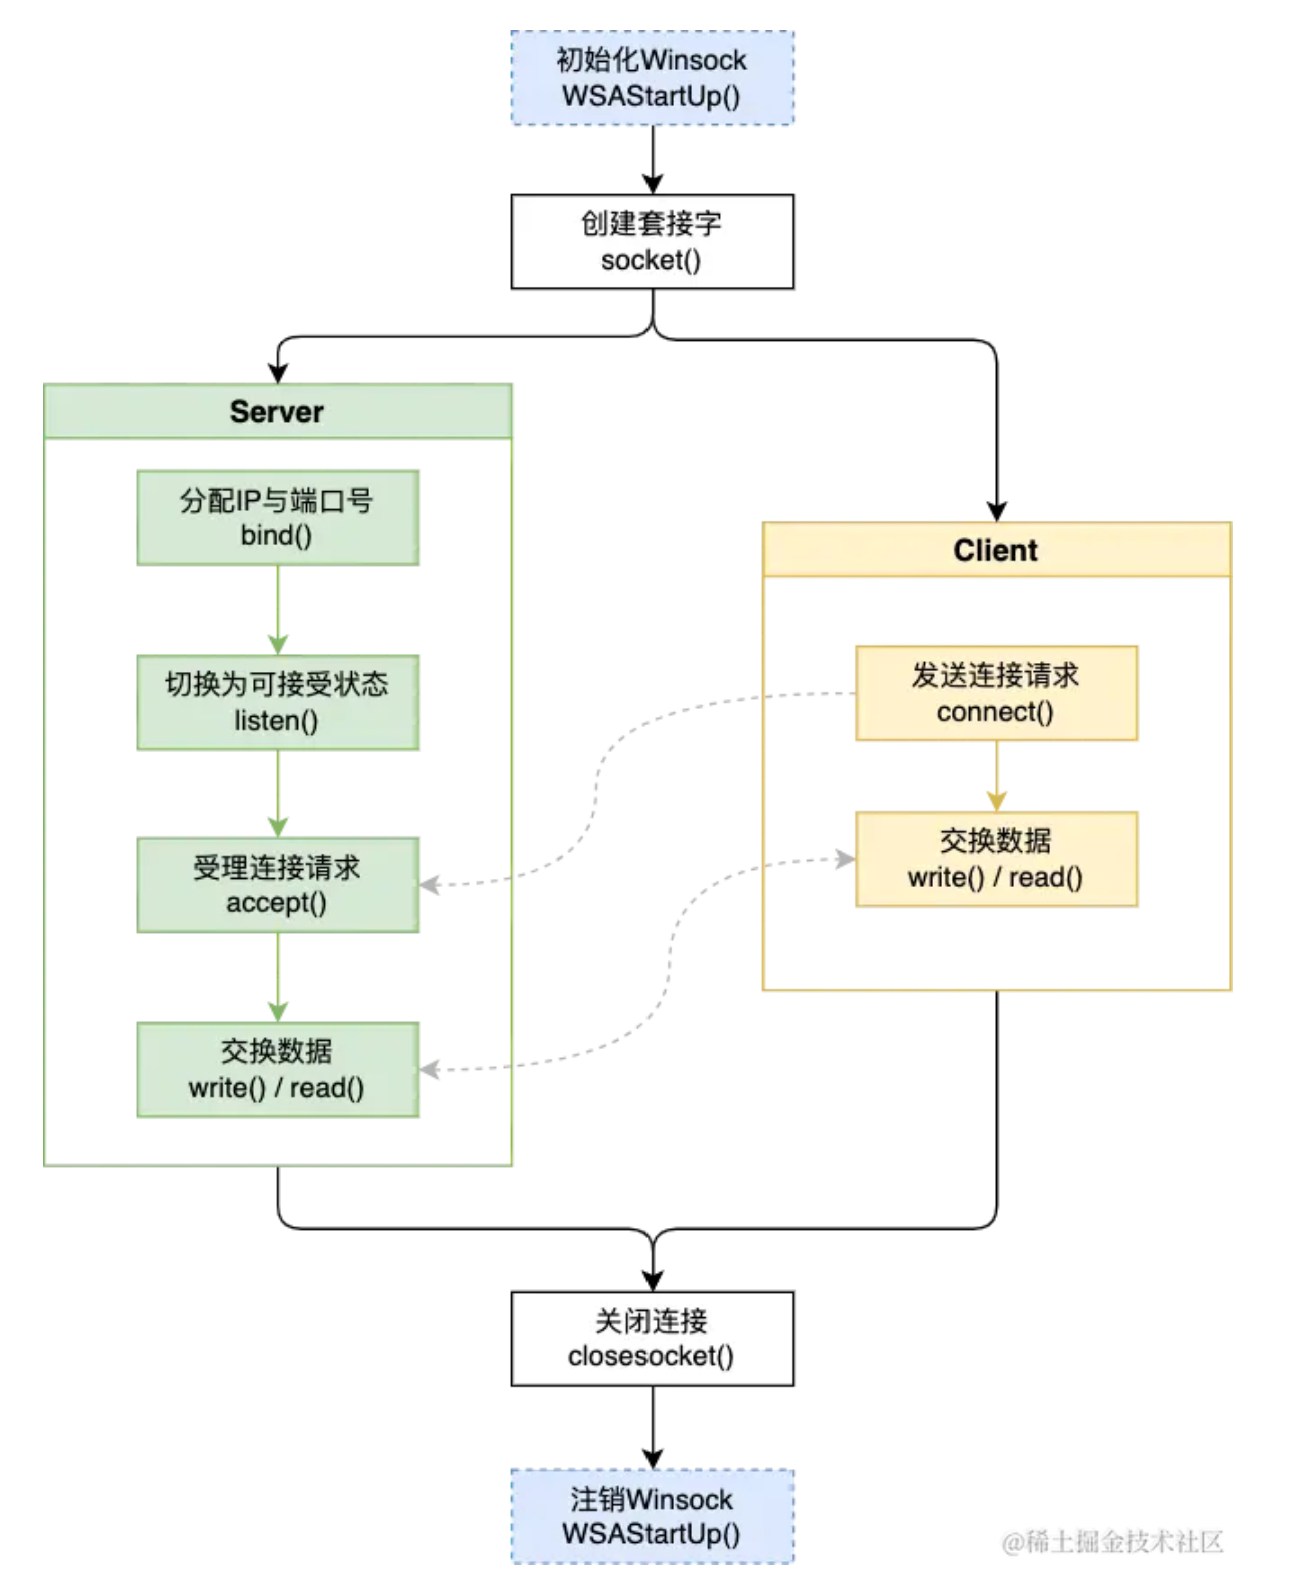 初始化Winsock
WSAStartUp()
创建套接字
socket()
Server
分配IP与端口号
bind()
切换为可接受状态
listen()
受理连接请求
accept()
交换数据
write() / read()
Client
发送连接请求
connect()
交换数据
write() / read()
关闭连接
closesocket()
注销Winsock
WSAStartUp()
@稀土掘金技术社区